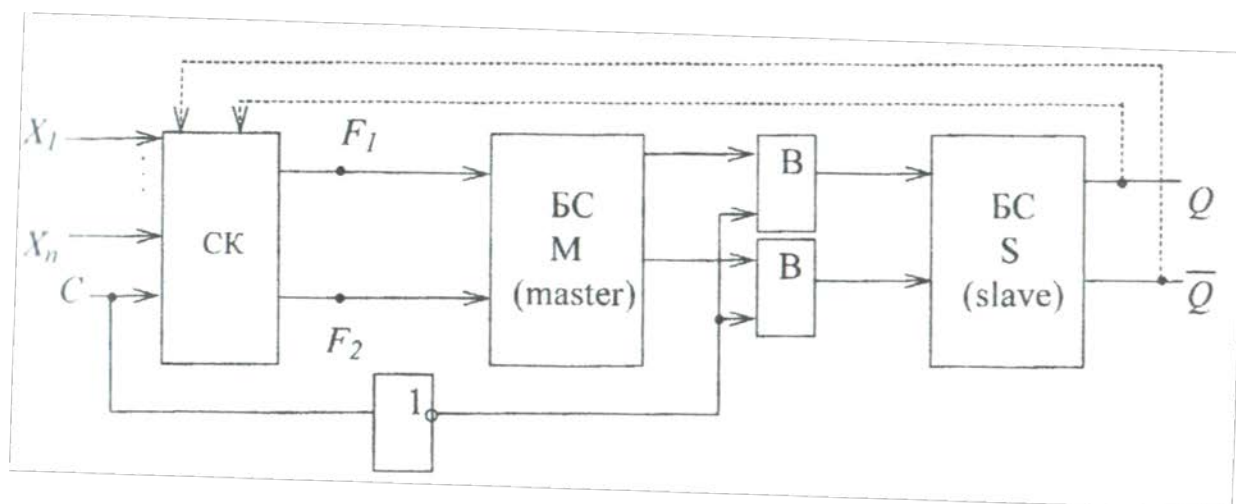 X₁
Xₙ
C
СК
F₁
F₂
БС
М
(master)
1
В
В
БС
S
(slave)
Q
Q̅